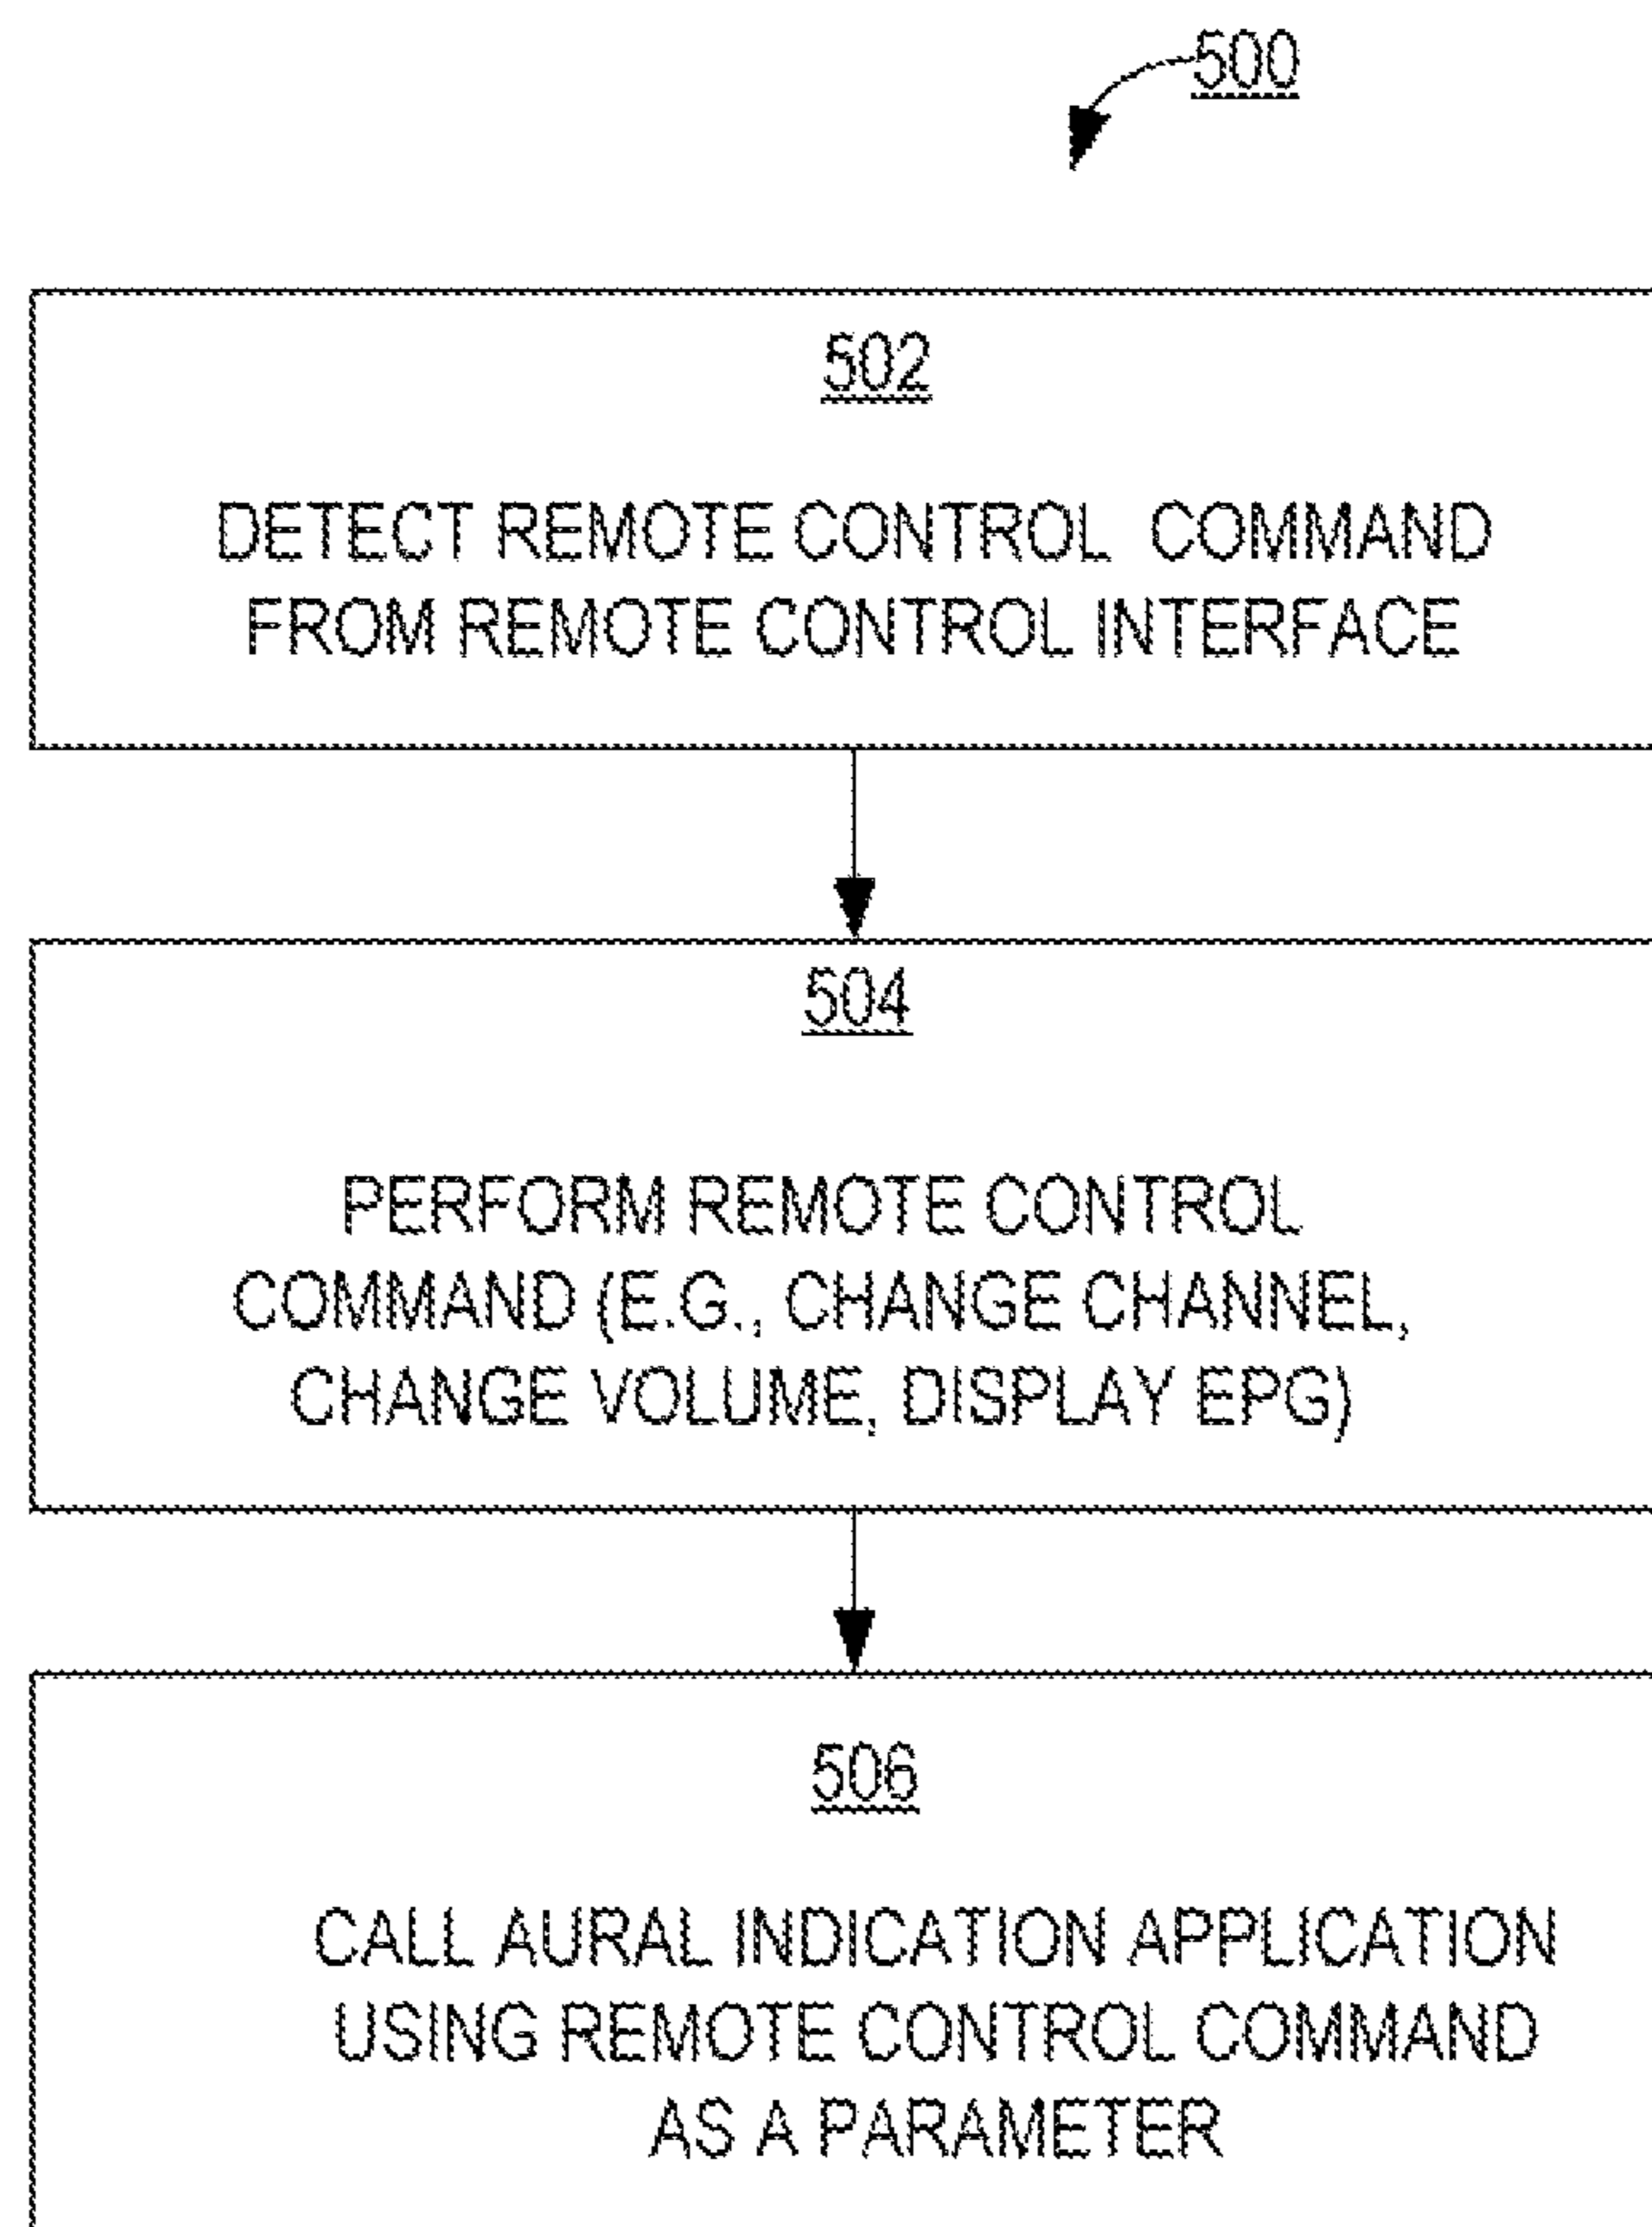 500
502
DETECT REMOTE CONTROL COMMAND
FROM REMOTE CONTROL INTERFACE
504
PERFORM REMOTE CONTROL
COMMAND (E.G., CHANGE CHANNEL,
CHANGE VOLUME, DISPLAY EPG)
506
CALL AURAL INDICATION APPLICATION
USING REMOTE CONTROL COMMAND
AS A PARAMETER